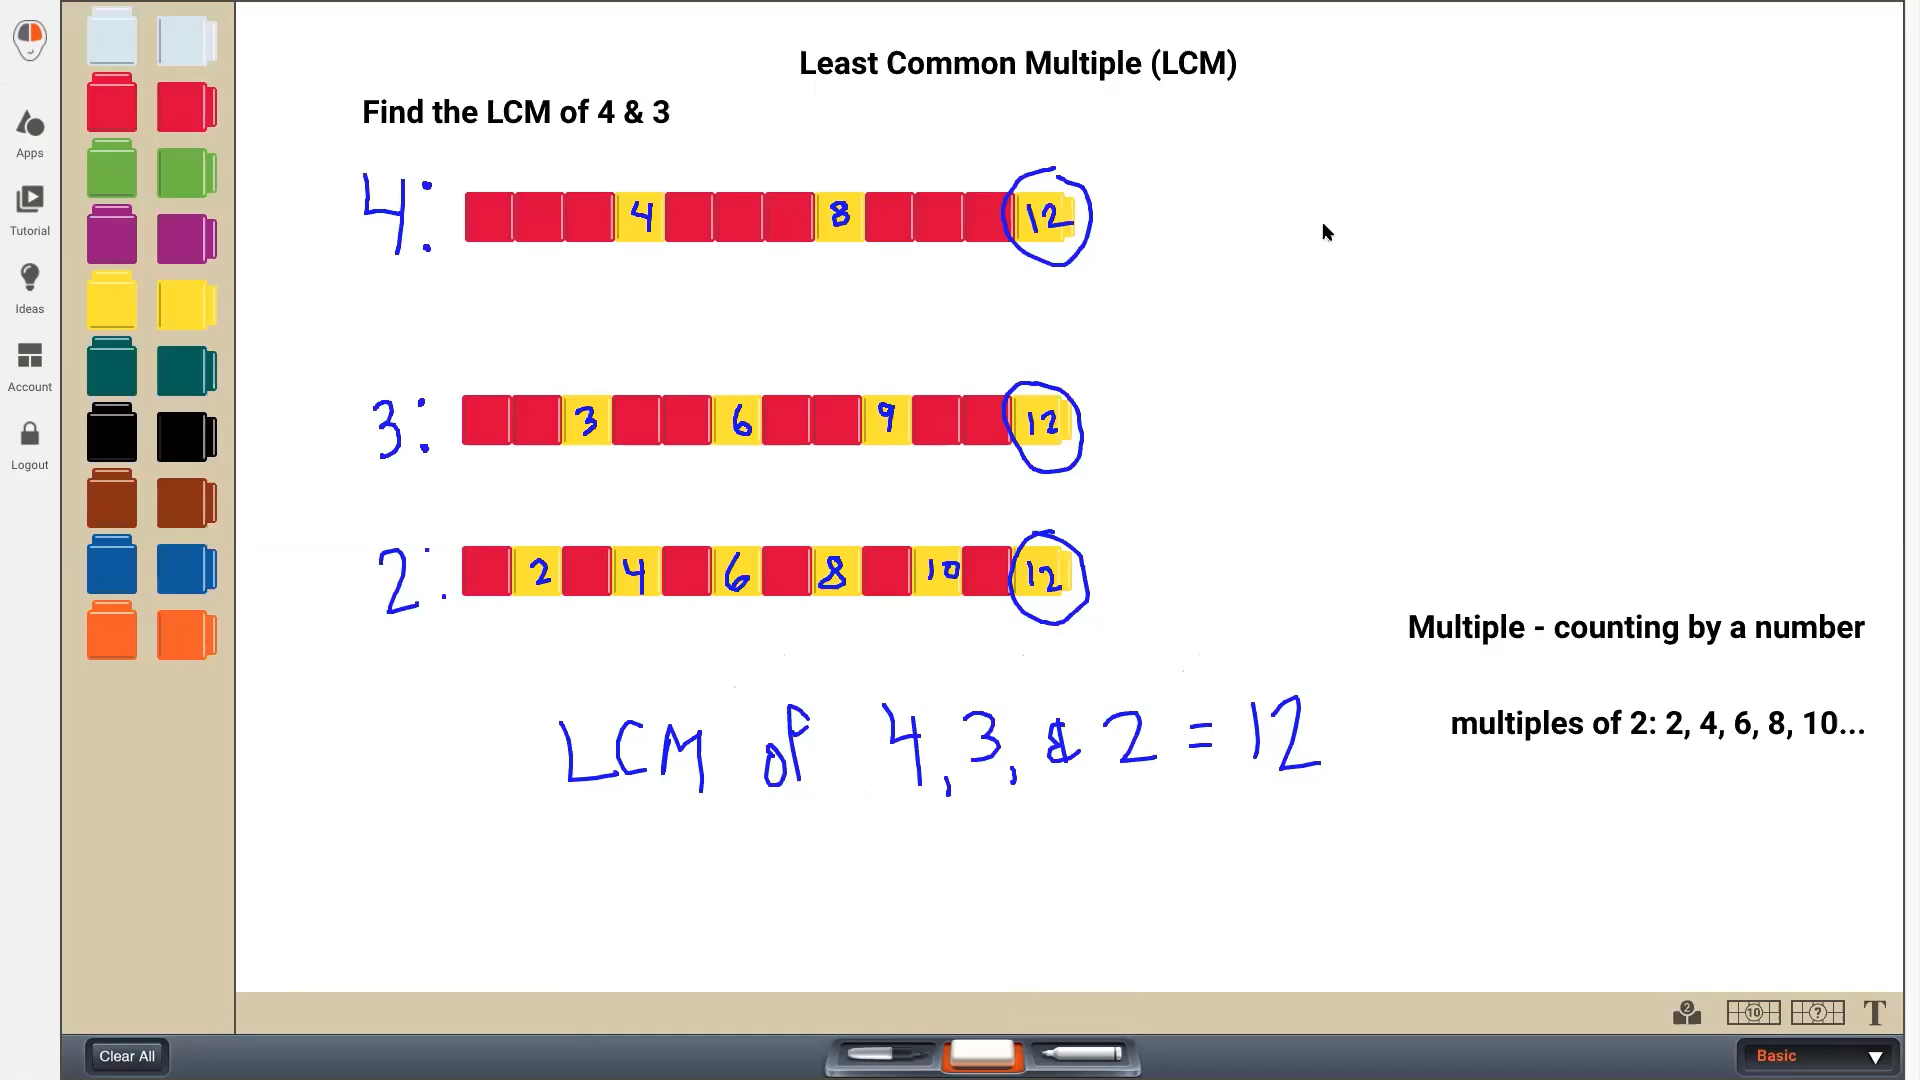 Least Common Multiple (LCM)
Find the LCM of 4 & 3
4: 4 8 12
3: 3 6 9 12
2: 2 4 6 8 10 12
LCM of 4, 3, & 2 = 12
Multiple - counting by a number
multiples of 2: 2, 4, 6, 8, 10...
Apps
Tutorial
Ideas
Account
Logout
2 10 ? T
Clear All
Basic